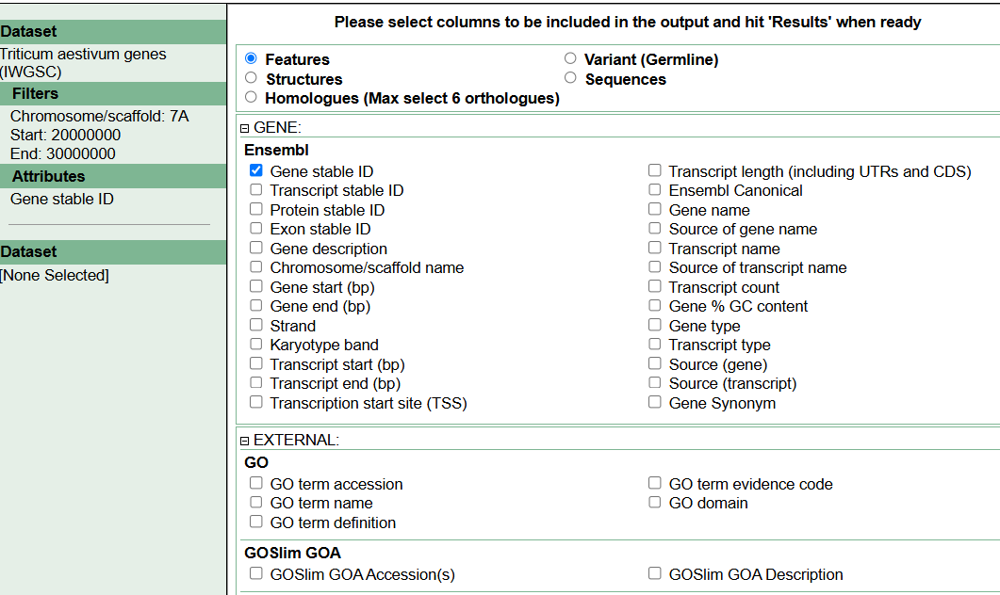 Dataset
Triticum aestivum genes
(IWGSC)
Filters
Chromosome/scaffold: 7A
Start: 20000000
End: 30000000
Attributes
Gene stable ID
Dataset
[None Selected]
Please select columns to be included in the output and hit 'Results' when ready
Features
Variant (Germline)
Structures
Sequences
Homologues (Max select 6 orthologues)
GENE:
Ensembl
Gene stable ID
Transcript stable ID
Protein stable ID
Exon stable ID
Gene description
Chromosome/scaffold name
Gene start (bp)
Gene end (bp)
Strand
Karyotype band
Transcript start (bp)
Transcript end (bp)
Transcription start site (TSS)
Transcript length (including UTRs and CDS)
Ensembl Canonical
Gene name
Source of gene name
Transcript name
Source of transcript name
Transcript count
Gene % GC content
Gene type
Transcript type
Source (gene)
Source (transcript)
Gene Synonym
EXTERNAL:
GO
GO term accession
GO term name
GO term definition
GO term evidence code
GO domain
GOSlim GOA
GOSlim GOA Accession(s)
GOSlim GOA Description